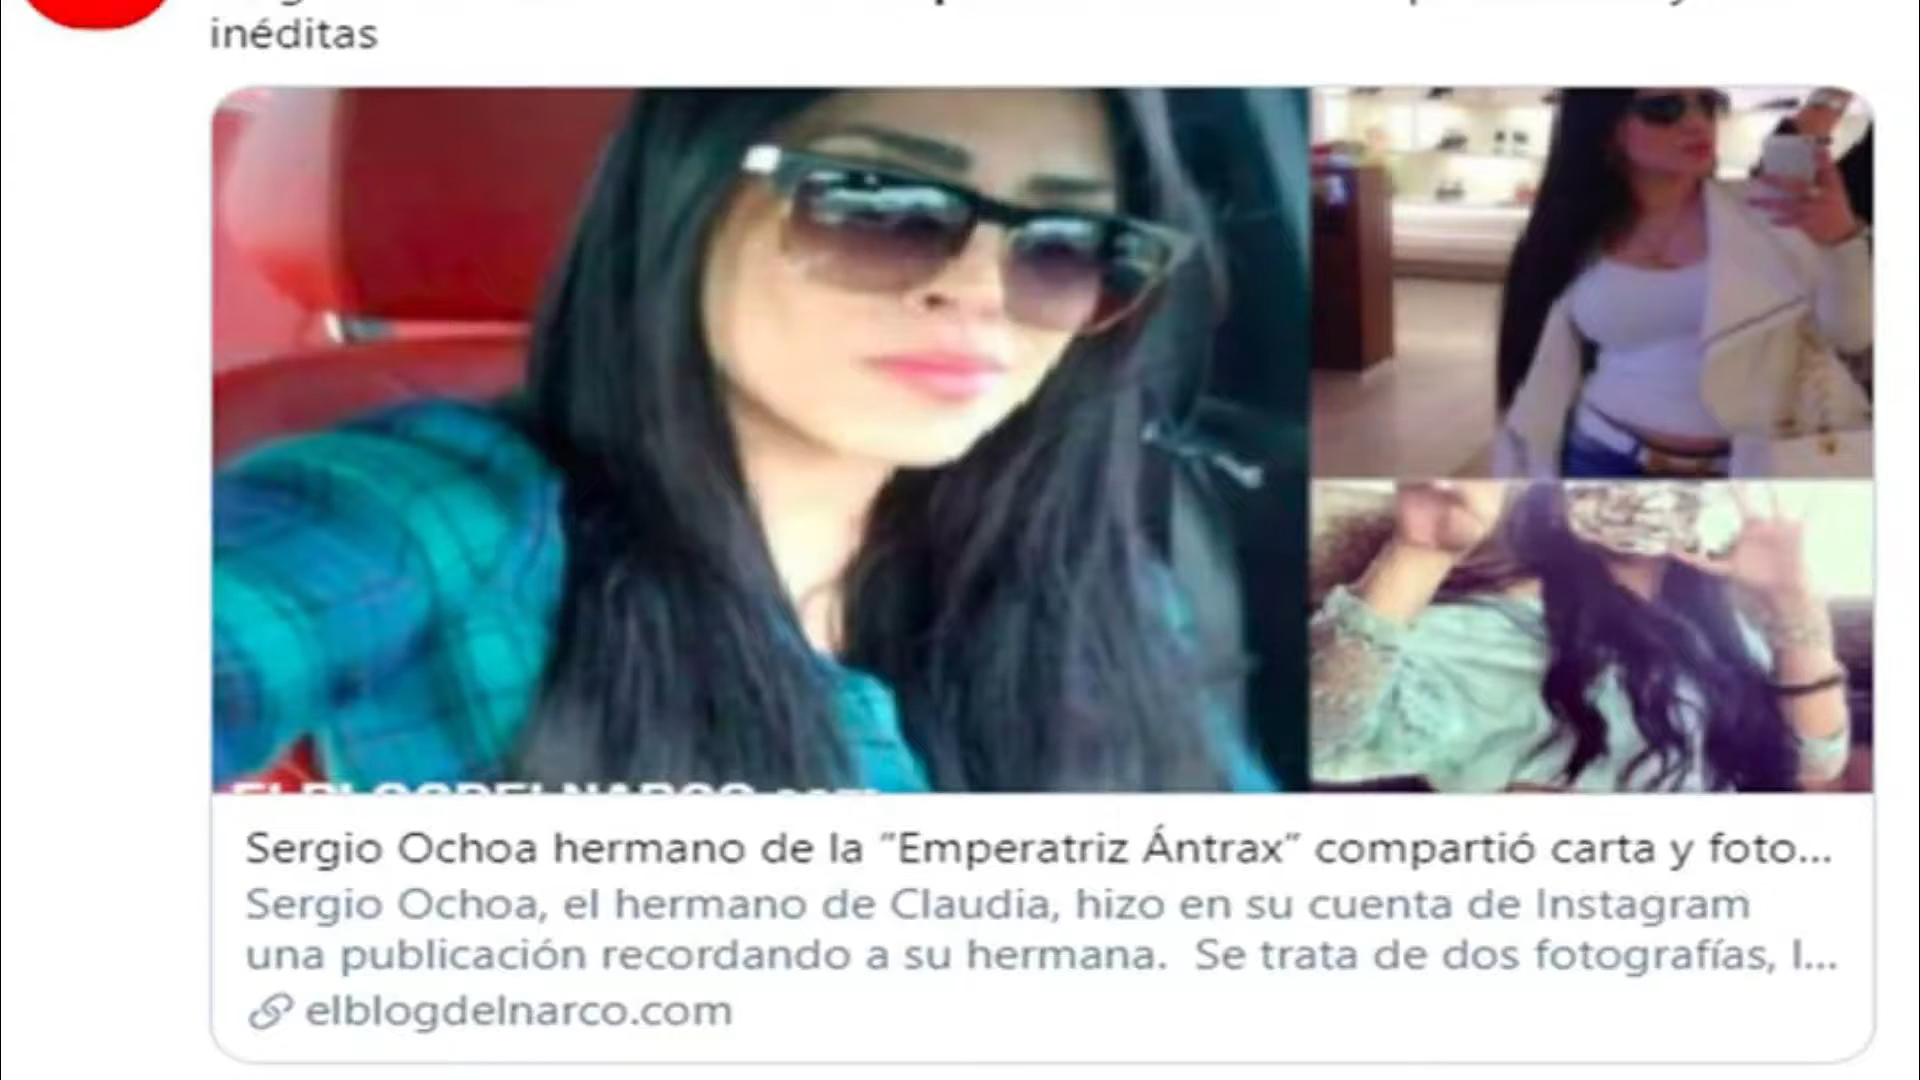 inéditas
Sergio Ochoa hermano de la "Emperatriz Ántrax" compartió carta y foto...
Sergio Ochoa, el hermano de Claudia, hizo en su cuenta de Instagram
una publicación recordando a su hermana. Se trata de dos fotografías, l...
elblogdelnarco.com